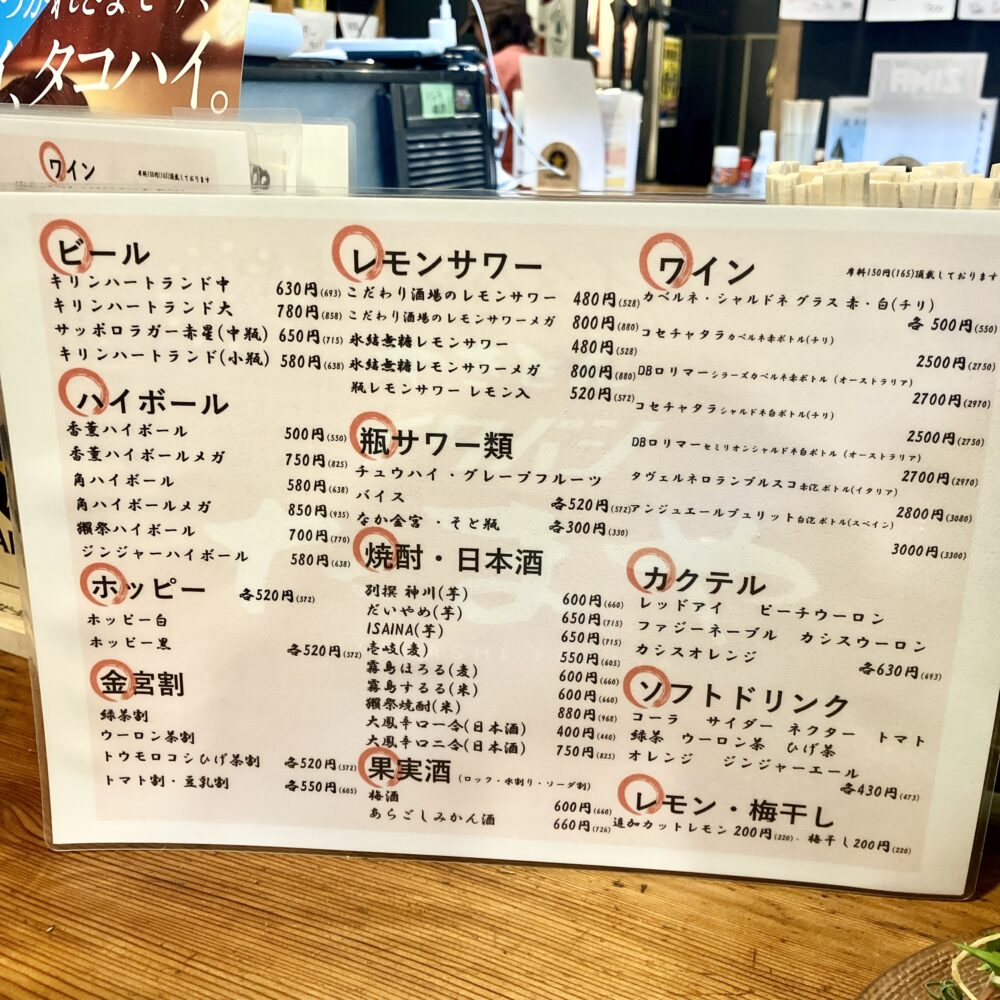 イ、タコハイ。
ワイン
席料150円(165)頂戴しております
ビール
キリンハートランド中 630円(693)
キリンハートランド大 780円(858)
サッポロラガー赤星(中瓶) 650円(715)
キリンハートランド(小瓶) 580円(638)
ハイボール
香薫ハイボール 500円(550)
香薫ハイボールメガ 750円(825)
角ハイボール 580円(638)
角ハイボールメガ 850円(935)
獺祭ハイボール 700円(770)
ジンジャーハイボール 580円(638)
ホッピー 各520円(572)
ホッピー白
ホッピー黒 各520円(572)
金宮割
緑茶割
ウーロン茶割
トウモロコシひげ茶割 各520円(572)
トマト割・豆乳割 各550円(605)
レモンサワー
こだわり酒場のレモンサワー 480円(528)
こだわり酒場のレモンサワーメガ 800円(880)
氷結無糖レモンサワー 480円(528)
氷結無糖レモンサワーメガ 800円(880)
瓶レモンサワー レモン入 520円(572)
瓶サワー類
チュウハイ・グレープフルーツ
バイス 各520円(572)
なか金宮・そと瓶 各300円(330)
焼酎・日本酒
別撰 神川(芋) 600円(660)
だいやめ(芋) 650円(715)
ISAINA(芋) 650円(715)
壱岐(麦) 550円(605)
霧島ほろる(麦) 600円(660)
霧島するる(米) 600円(660)
獺祭焼酎(米) 880円(968)
大鳳辛口一合(日本酒) 400円(440)
大鳳辛口二合(日本酒) 750円(825)
果実酒(ロック・水割り・ソーダ割)
梅酒 600円(660)
あらごしみかん酒 660円(726)
ワイン 席料150円(165)頂戴しております
カベルネ・シャルドネ グラス 赤・白(チリ)
各 500円(550)
コセチャタラカベルネ赤ボトル(チリ)
2500円(2750)
DBロリマーシラーズカベルネ赤ボトル(オーストラリア)
2700円(2970)
コセチャタラシャルドネ白ボトル(チリ)
2500円(2750)
DBロリマーセミリオンシャルドネ白ボトル(オーストラリア)
2700円(2970)
タヴェルネロランブルスコ赤泡ボトル(イタリア)
2800円(3080)
アンジュエールブュリット白泡ボトル(スペイン)
3000円(3300)
カクテル
レッドアイ ピーチウーロン
ファジーネーブル カシスウーロン
カシスオレンジ
各630円(693)
ソフトドリンク
コーラ サイダー ネクター トマト
緑茶 ウーロン茶 ひげ茶
オレンジ ジンジャーエール
各430円(473)
レモン・梅干し
追加カットレモン200円(220)、梅干し200円(220)